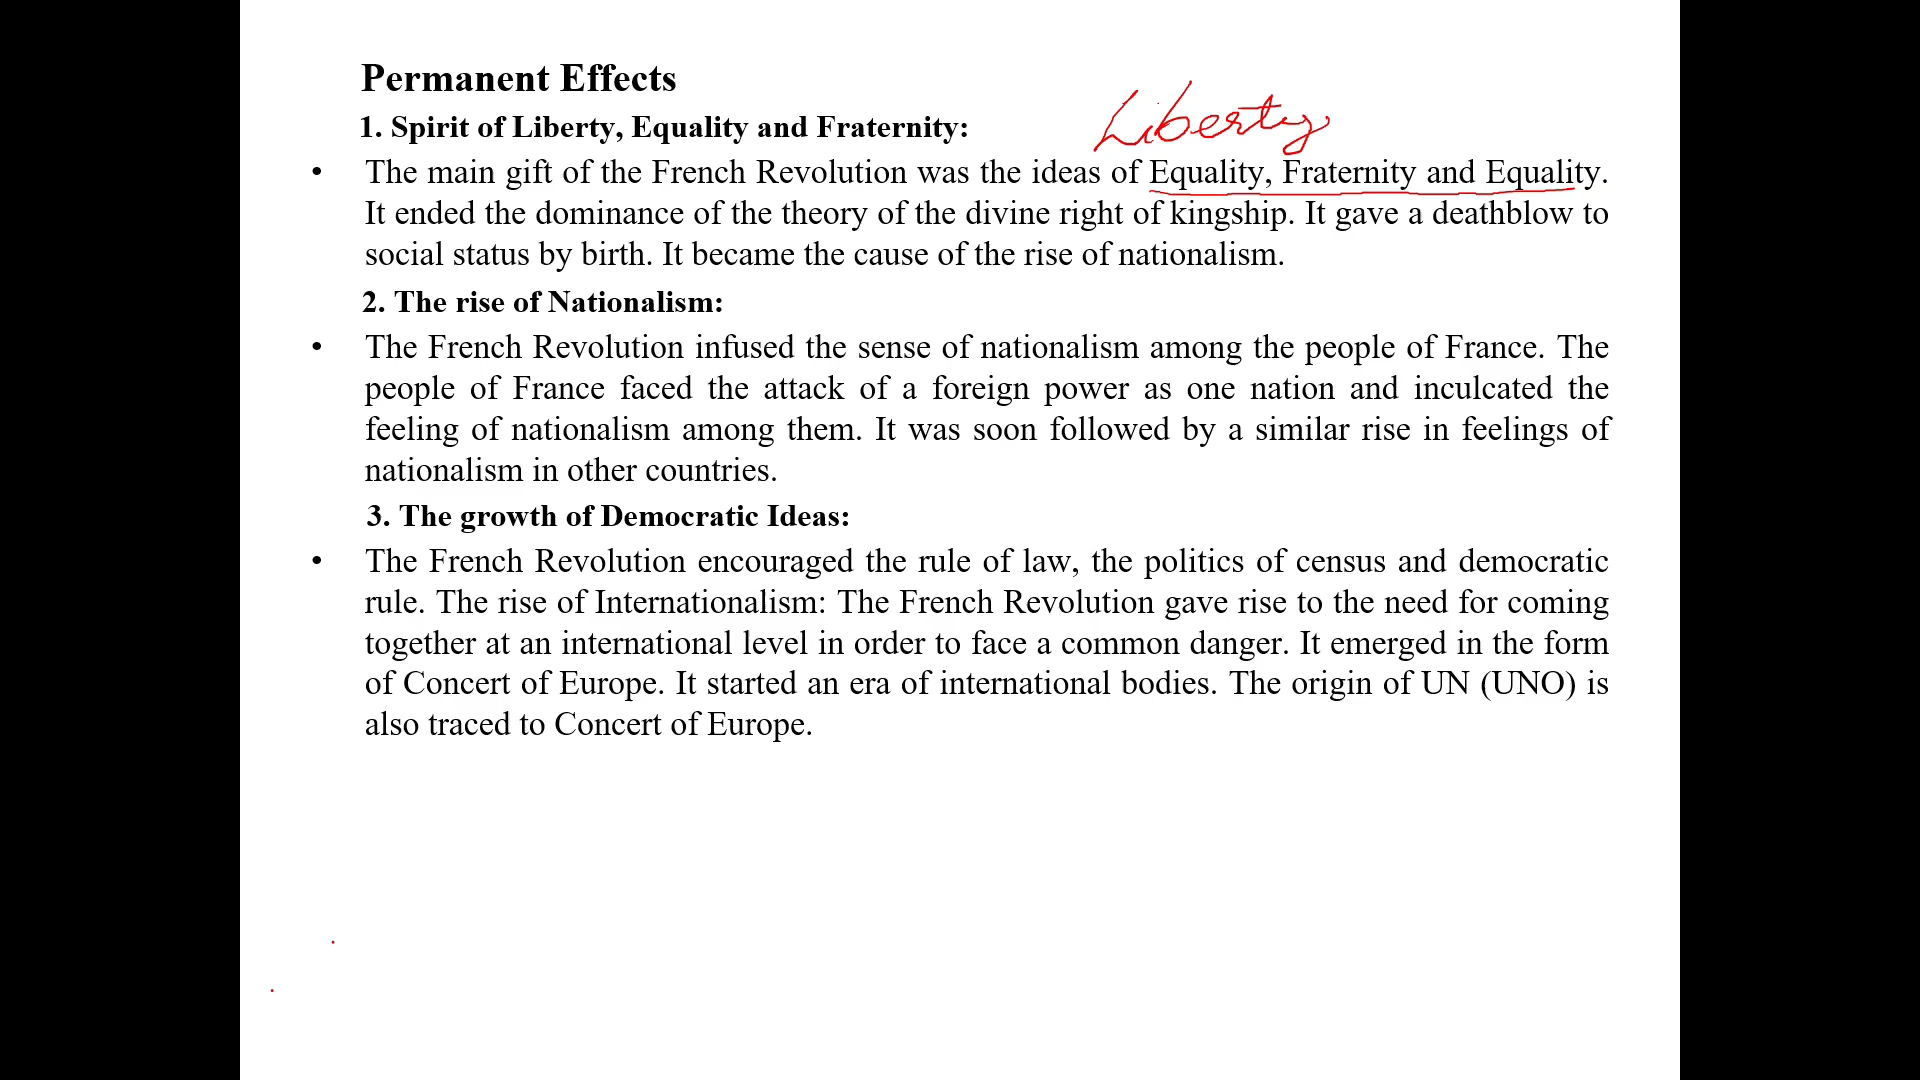 Permanent Effects
Liberty
1. Spirit of Liberty, Equality and Fraternity:
• The main gift of the French Revolution was the ideas of Equality, Fraternity and Equality.
It ended the dominance of the theory of the divine right of kingship. It gave a deathblow to
social status by birth. It became the cause of the rise of nationalism.
2. The rise of Nationalism:
• The French Revolution infused the sense of nationalism among the people of France. The
people of France faced the attack of a foreign power as one nation and inculcated the
feeling of nationalism among them. It was soon followed by a similar rise in feelings of
nationalism in other countries.
3. The growth of Democratic Ideas:
• The French Revolution encouraged the rule of law, the politics of census and democratic
rule. The rise of Internationalism: The French Revolution gave rise to the need for coming
together at an international level in order to face a common danger. It emerged in the form
of Concert of Europe. It started an era of international bodies. The origin of UN (UNO) is
also traced to Concert of Europe.